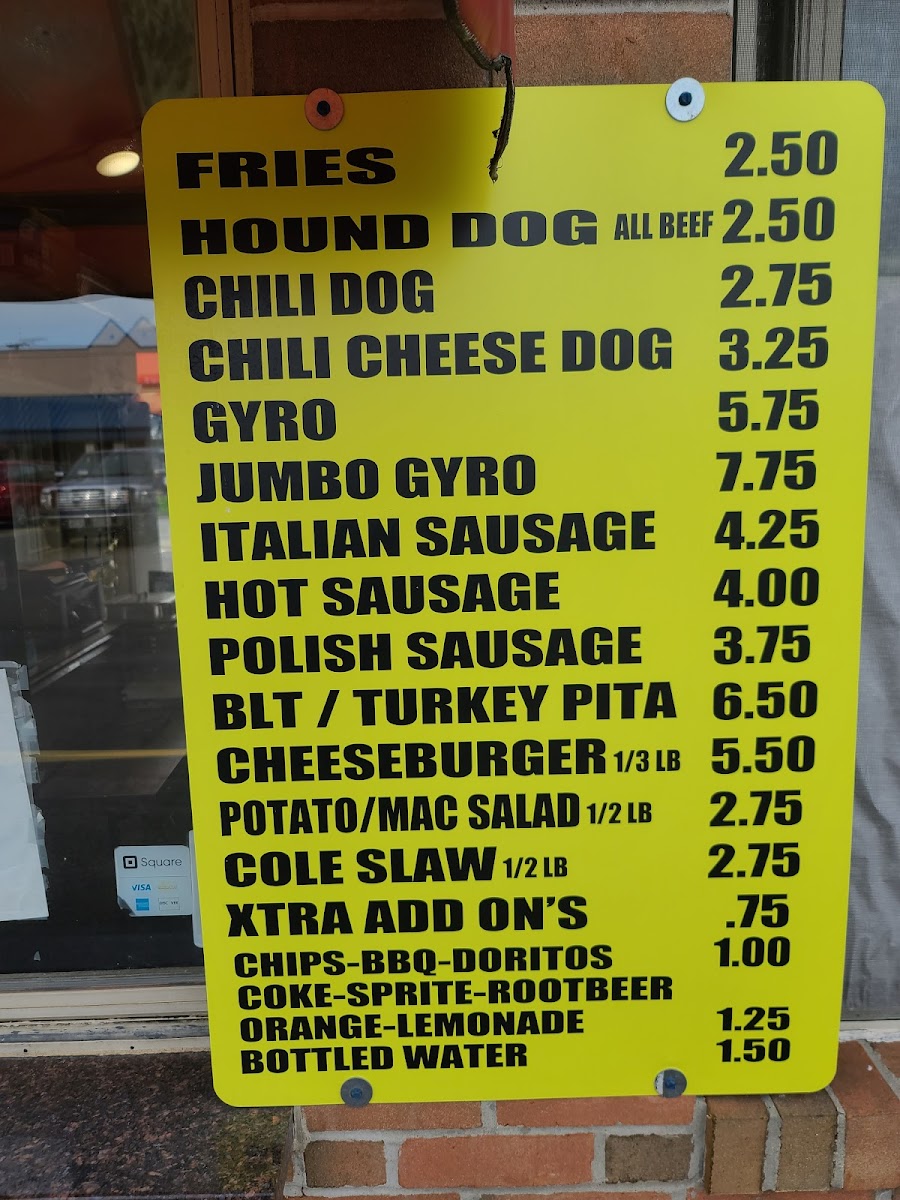 FRIES 2.50
HOUND DOG ALL BEEF 2.50
CHILI DOG 2.75
CHILI CHEESE DOG 3.25
GYRO 5.75
JUMBO GYRO 7.75
ITALIAN SAUSAGE 4.25
HOT SAUSAGE 4.00
POLISH SAUSAGE 3.75
BLT / TURKEY PITA 6.50
CHEESEBURGER 1/3 LB 5.50
POTATO/MAC SALAD 1/2 LB 2.75
COLE SLAW 1/2 LB 2.75
XTRA ADD ON'S .75
CHIPS-BBQ-DORITOS 1.00
COKE-SPRITE-ROOTBEER
ORANGE-LEMONADE 1.25
BOTTLED WATER 1.50
Square
VISA